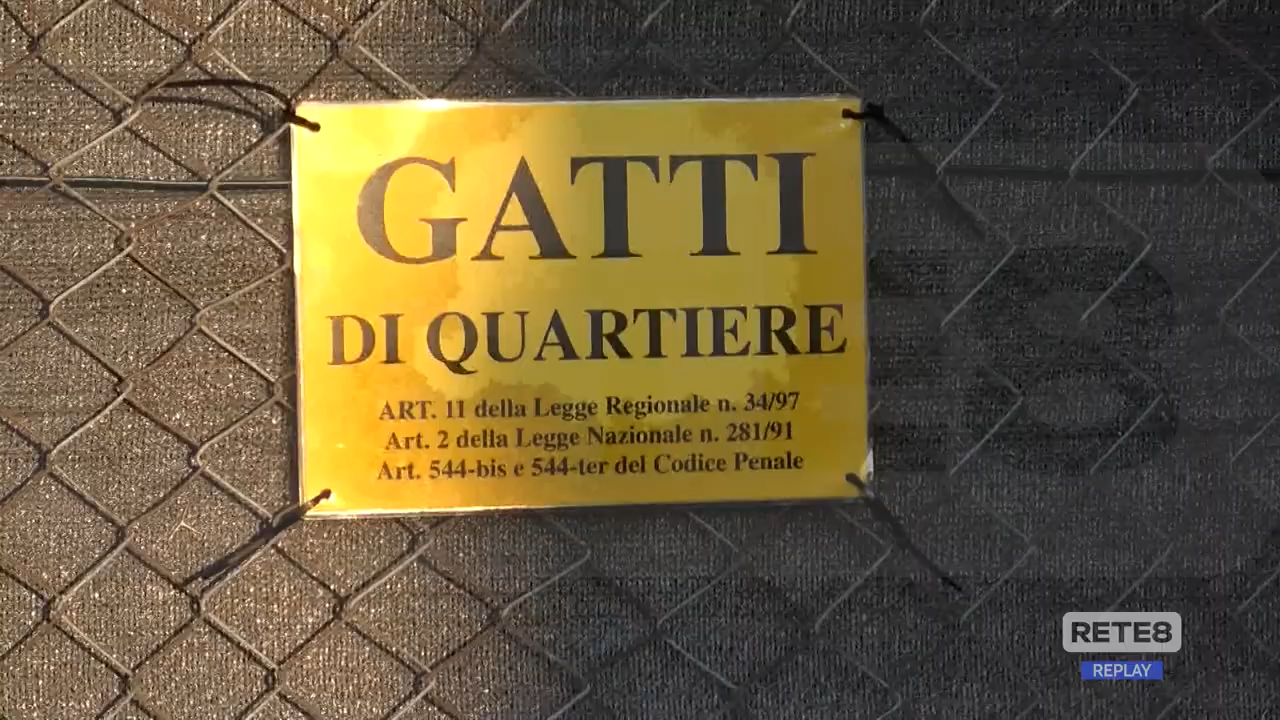 GATTI
DI QUARTIERE
ART. 11 della Legge Regionale n. 34/97
Art. 2 della Legge Nazionale n. 281/91
Art. 544-bis e 544-ter del Codice Penale
RETE8
REPLAY